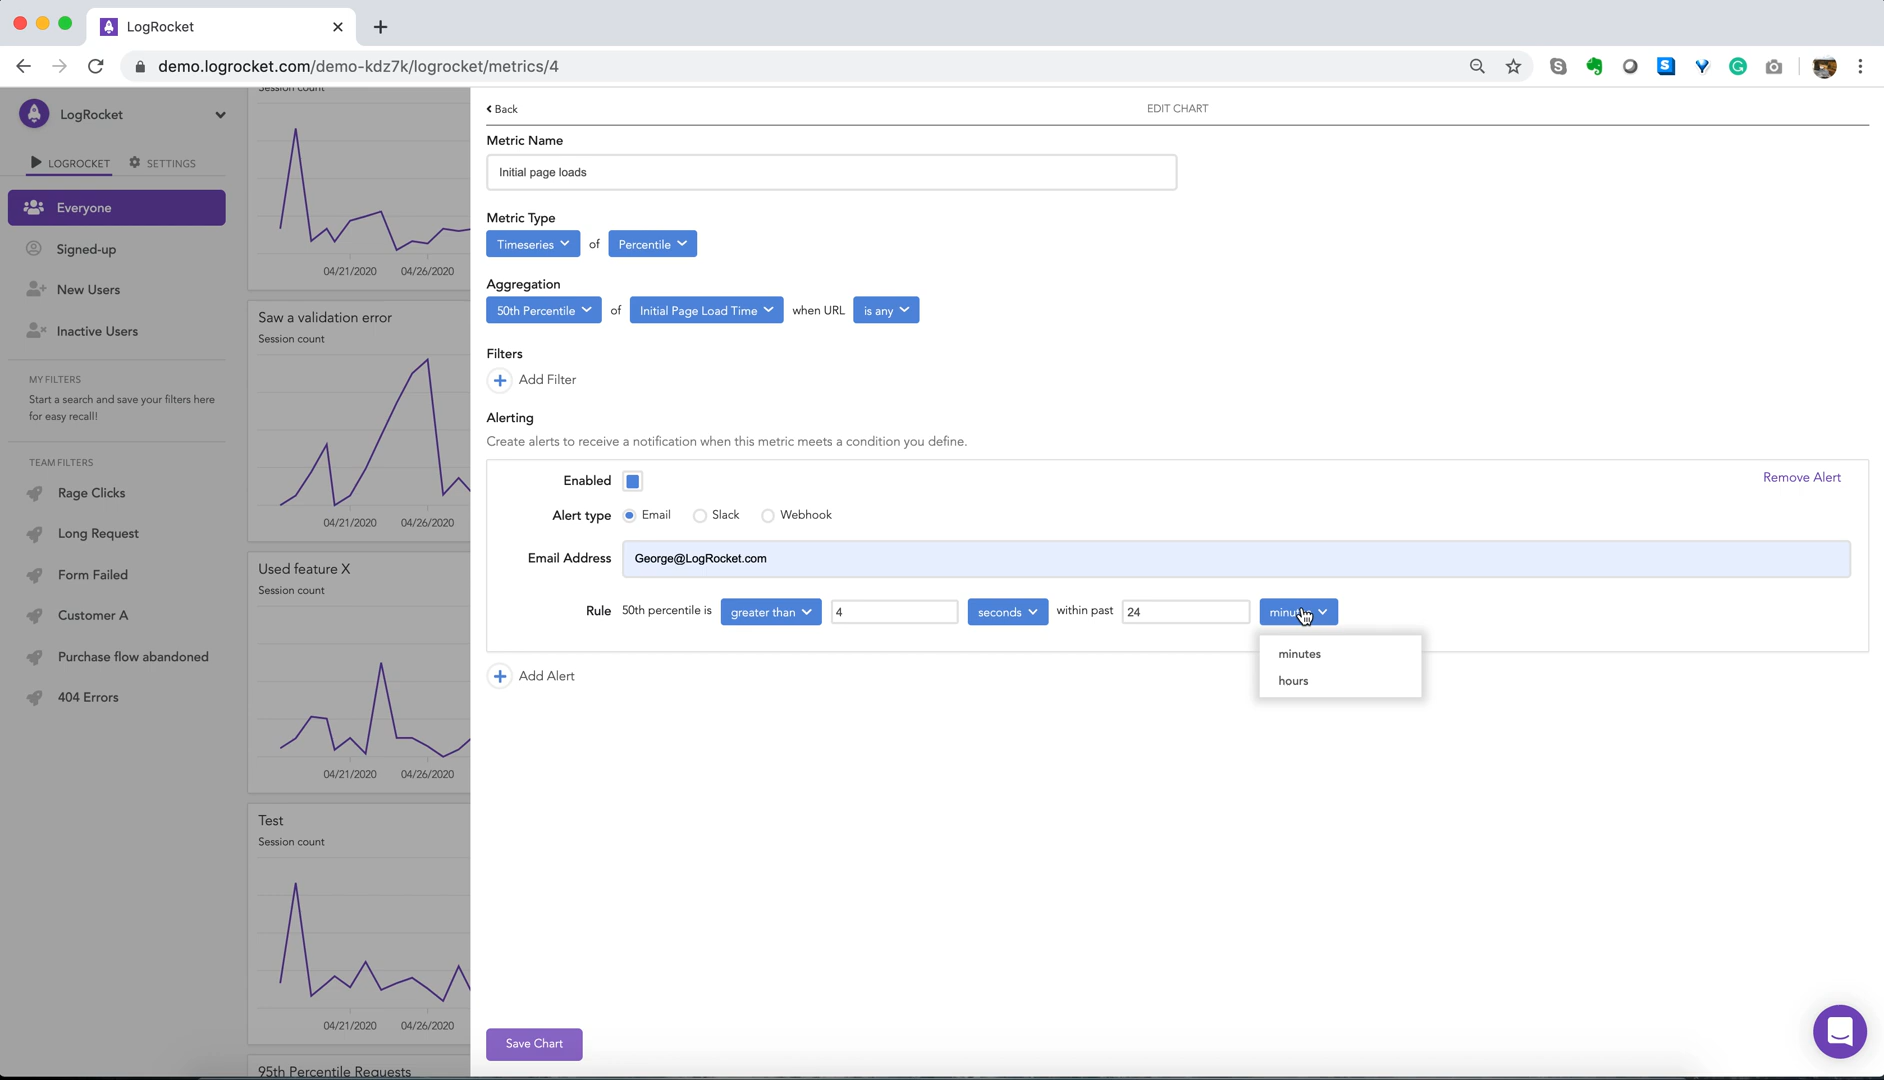 LogRocket
demo.logrocket.com/demo-kdz7k/logrocket/metrics/4
LogRocket
LOGROCKET
SETTINGS
Everyone
Signed-up
New Users
Inactive Users
MY FILTERS
Start a search and save your filters here
for easy recall!
TEAM FILTERS
Rage Clicks
Long Request
Form Failed
Customer A
Purchase flow abandoned
404 Errors
Session count
04/21/2020 04/26/2020
Saw a validation error
Session count
04/21/2020 04/26/2020
Used feature X
Session count
04/21/2020 04/26/2020
Test
Session count
04/21/2020 04/26/2020
95th Percentile Requests
Back
EDIT CHART
Metric Name
Initial page loads
Metric Type
Timeseries of Percentile
Aggregation
50th Percentile of Initial Page Load Time when URL is any
Filters
Add Filter
Alerting
Create alerts to receive a notification when this metric meets a condition you define.
Enabled
Remove Alert
Alert type Email Slack Webhook
Email Address George@LogRocket.com
Rule 50th percentile is greater than 4 seconds within past 24 minutes
minutes
hours
Add Alert
Save Chart